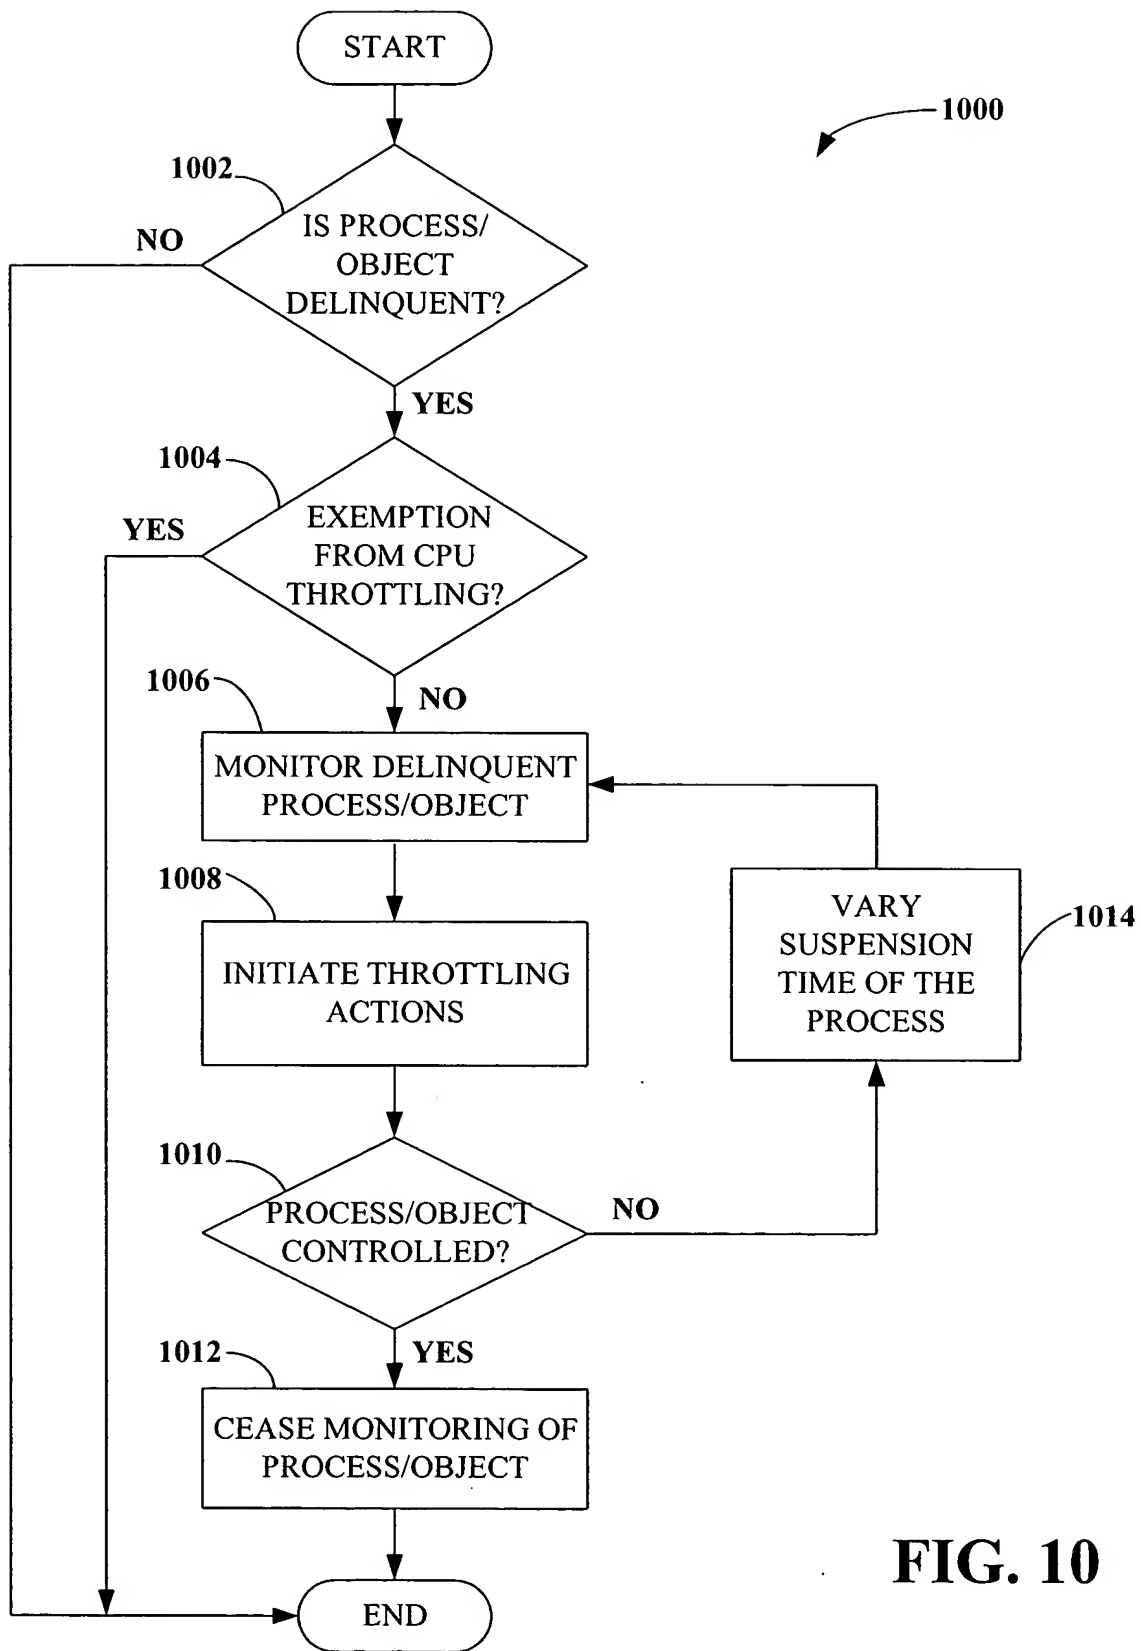 START
1000
1002
IS PROCESS/
OBJECT
DELINQUENT?
NO
YES
1004
EXEMPTION
FROM CPU
THROTTLING?
YES
NO
1006
MONITOR DELINQUENT
PROCESS/OBJECT
1008
INITIATE THROTTLING
ACTIONS
VARY
SUSPENSION
TIME OF THE
PROCESS
1014
1010
PROCESS/OBJECT
CONTROLLED?
NO
YES
1012
CEASE MONITORING OF
PROCESS/OBJECT
END
FIG. 10